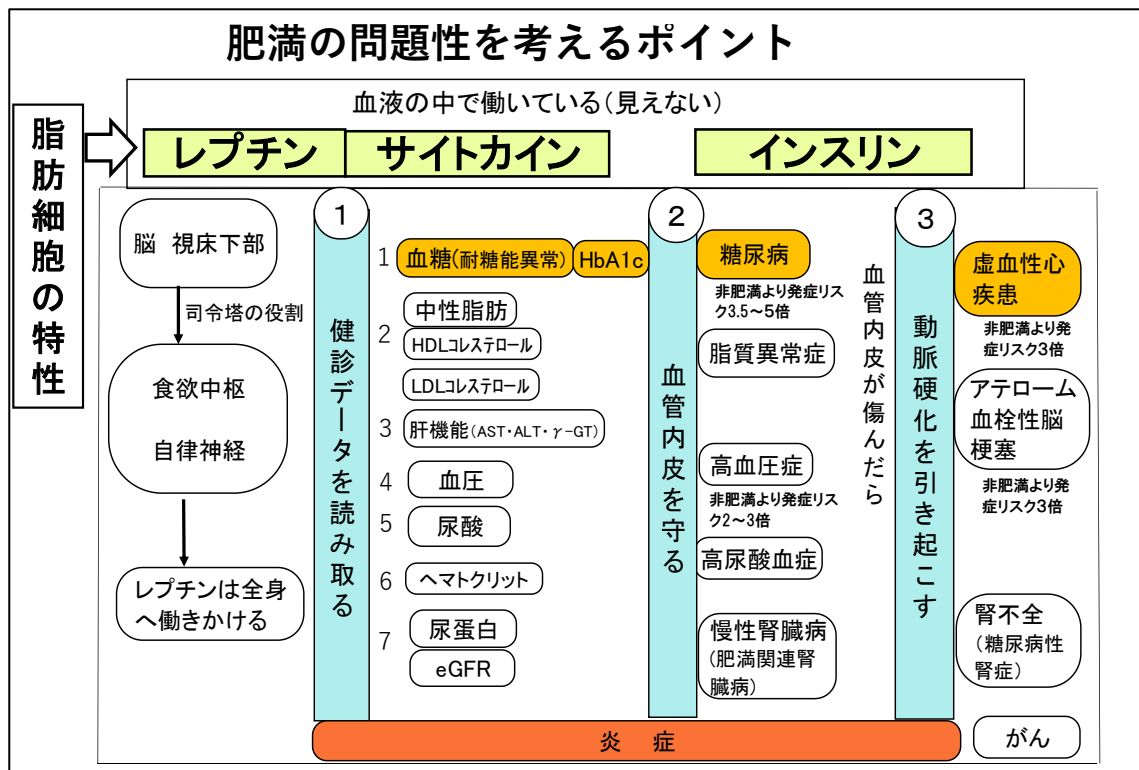 肥満の問題性を考えるポイント
脂肪細胞の特性
血液の中で働いている(見えない)
レプチン
サイトカイン
インスリン
脳 視床下部
司令塔の役割
食欲中枢
自律神経
レプチンは全身
へ働きかける
1
健診データを読み取る
1
血糖(耐糖能異常)
HbA1c
2
中性脂肪
HDLコレステロール
LDLコレステロール
3
肝機能(AST・ALT・γ-GT)
4
血圧
5
尿酸
6
ヘマトクリット
7
尿蛋白
eGFR
2
血管内皮を守る
糖尿病
非肥満より発症リス
ク3.5~5倍
脂質異常症
高血圧症
非肥満より発症リス
ク2~3倍
高尿酸血症
慢性腎臓病
(肥満関連腎
臓病)
血管内皮が傷んだら
3
動脈硬化を引き起こす
虚血性心
疾患
非肥満より発
症リスク3倍
アテローム
血栓性脳
梗塞
非肥満より発
症リスク3倍
腎不全
(糖尿病性
腎症)
がん
炎 症